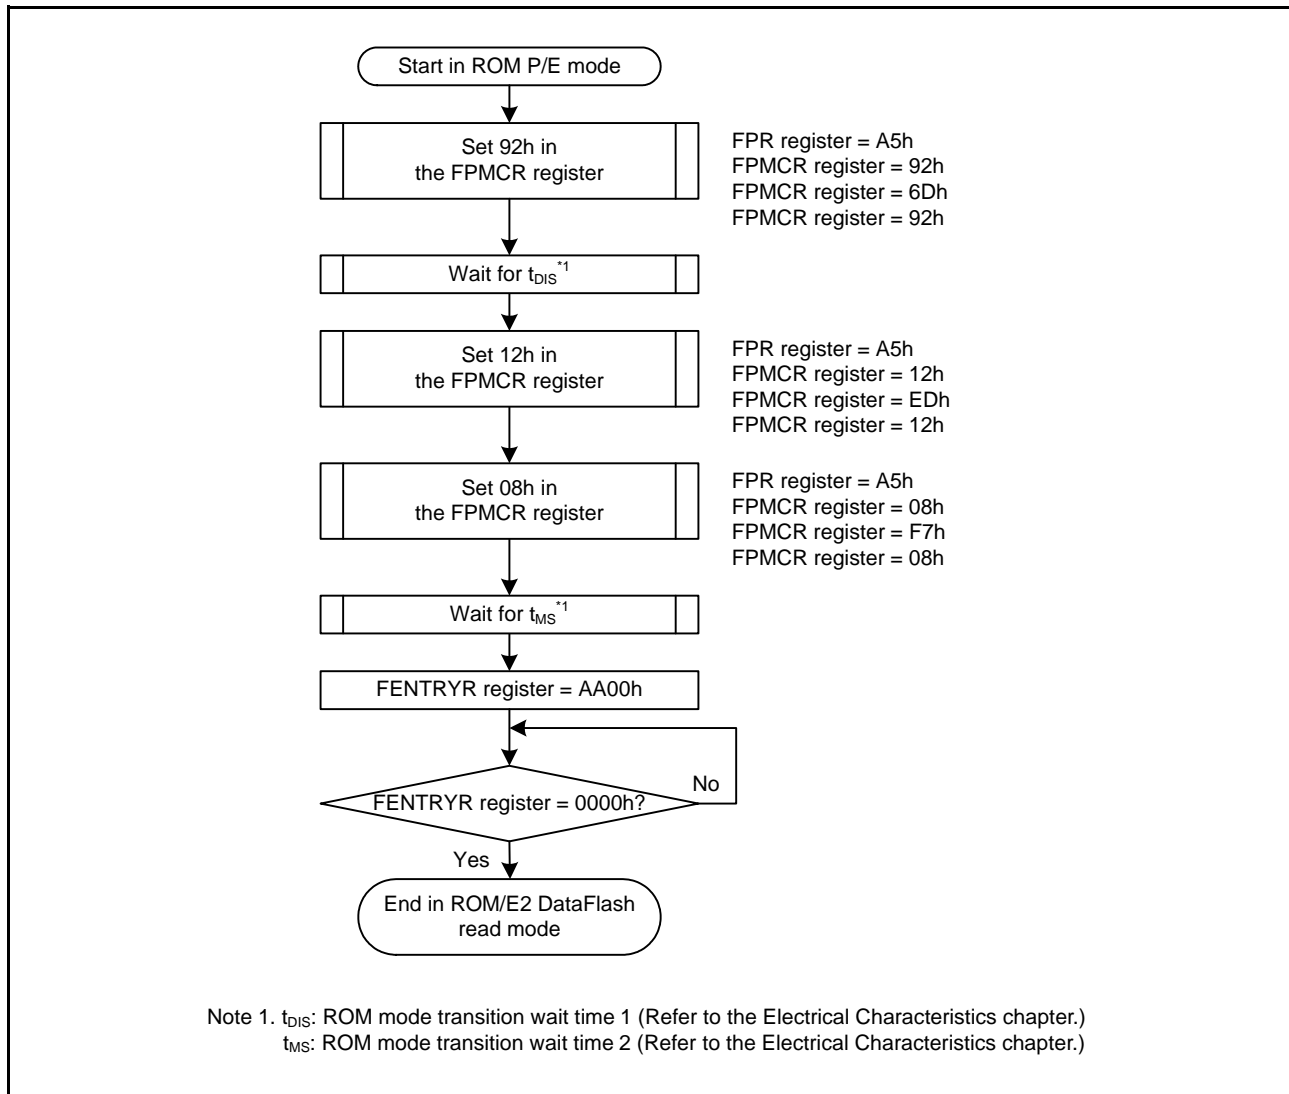 Start in ROM P/E mode
Set 92h in
the FPMCR register
FPR register = A5h
FPMCR register = 92h
FPMCR register = 6Dh
FPMCR register = 92h
Wait for tDIS*1
Set 12h in
the FPMCR register
FPR register = A5h
FPMCR register = 12h
FPMCR register = EDh
FPMCR register = 12h
Set 08h in
the FPMCR register
FPR register = A5h
FPMCR register = 08h
FPMCR register = F7h
FPMCR register = 08h
Wait for tMS*1
FENTRYR register = AA00h
FENTRYR register = 0000h?
No
Yes
End in ROM/E2 DataFlash
read mode
Note 1. tDIS: ROM mode transition wait time 1 (Refer to the Electrical Characteristics chapter.)
tMS: ROM mode transition wait time 2 (Refer to the Electrical Characteristics chapter.)